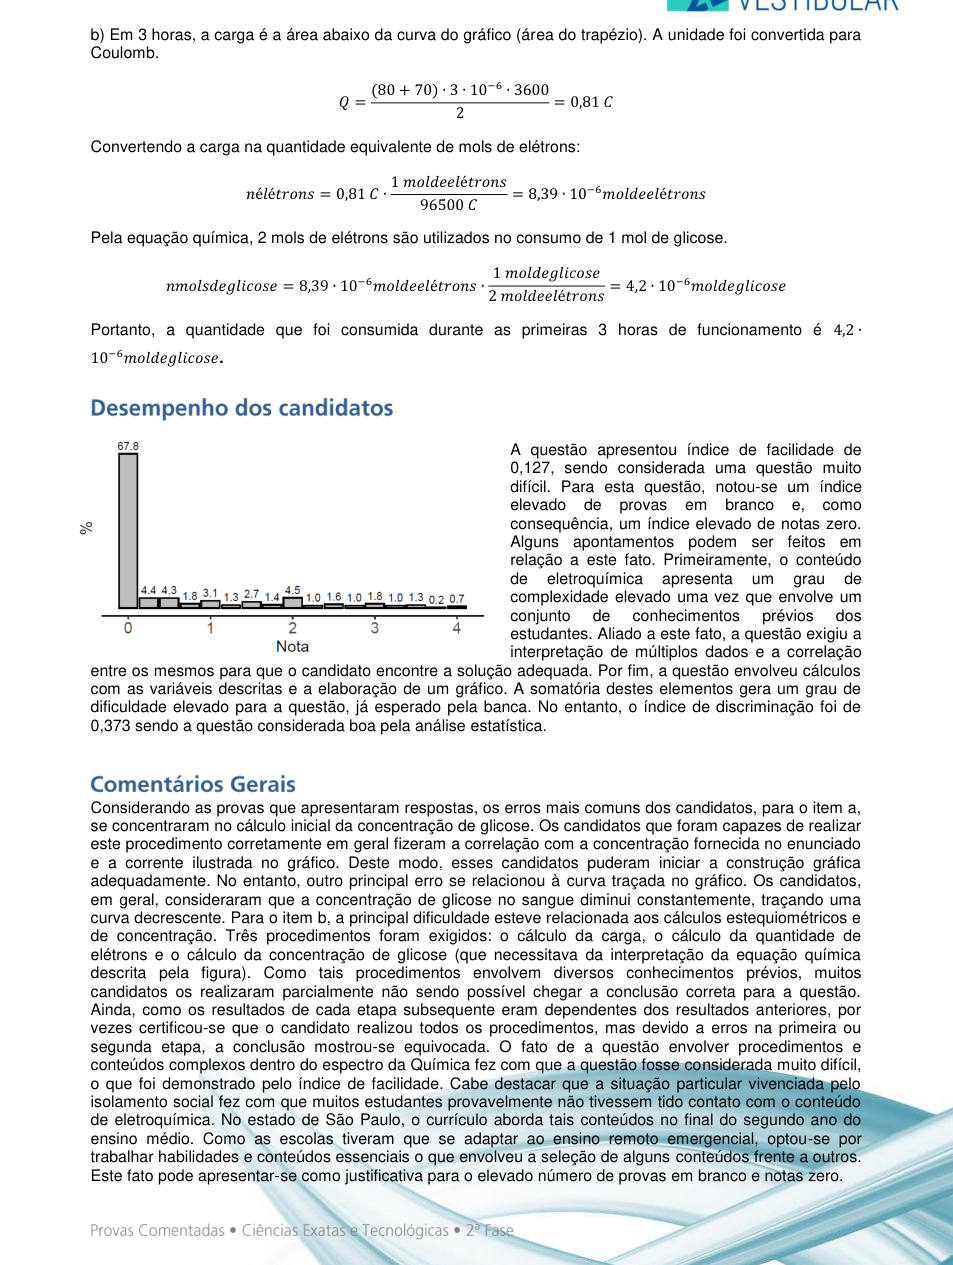 VESTIBULAR
b) Em 3 horas, a carga é a área abaixo da curva do gráfico (área do trapézio). A unidade foi convertida para
Coulomb.
Q = (80 + 70) · 3 · 10⁻⁶ · 3600 / 2 = 0,81 C
Convertendo a carga na quantidade equivalente de mols de elétrons:
nélétrons = 0,81 C · 1 moldeelétrons / 96500 C = 8,39 · 10⁻⁶moldeelétrons
Pela equação química, 2 mols de elétrons são utilizados no consumo de 1 mol de glicose.
nmolsdeglicose = 8,39 · 10⁻⁶moldeelétrons · 1 moldeglicose / 2 moldeelétrons = 4,2 · 10⁻⁶moldeglicose
Portanto, a quantidade que foi consumida durante as primeiras 3 horas de funcionamento é 4,2 ·
10⁻⁶moldeglicose.
Desempenho dos candidatos
67.8
%
4.4 4.3 1.8 3.1 1.3 2.7 1.4 4.5 1.0 1.6 1.0 1.8 1.0 1.3 0.2 0.7
0 1 2 3 4
Nota
A questão apresentou índice de facilidade de
0,127, sendo considerada uma questão muito
difícil. Para esta questão, notou-se um índice
elevado de provas em branco e, como
consequência, um índice elevado de notas zero.
Alguns apontamentos podem ser feitos em
relação a este fato. Primeiramente, o conteúdo
de eletroquímica apresenta um grau de
complexidade elevado uma vez que envolve um
conjunto de conhecimentos prévios dos
estudantes. Aliado a este fato, a questão exigiu a
interpretação de múltiplos dados e a correlação
entre os mesmos para que o candidato encontre a solução adequada. Por fim, a questão envolveu cálculos
com as variáveis descritas e a elaboração de um gráfico. A somatória destes elementos gera um grau de
dificuldade elevado para a questão, já esperado pela banca. No entanto, o índice de discriminação foi de
0,373 sendo a questão considerada boa pela análise estatística.
Comentários Gerais
Considerando as provas que apresentaram respostas, os erros mais comuns dos candidatos, para o item a,
se concentraram no cálculo inicial da concentração de glicose. Os candidatos que foram capazes de realizar
este procedimento corretamente em geral fizeram a correlação com a concentração fornecida no enunciado
e a corrente ilustrada no gráfico. Deste modo, esses candidatos puderam iniciar a construção gráfica
adequadamente. No entanto, outro principal erro se relacionou à curva traçada no gráfico. Os candidatos,
em geral, consideraram que a concentração de glicose no sangue diminui constantemente, traçando uma
curva decrescente. Para o item b, a principal dificuldade esteve relacionada aos cálculos estequiométricos e
de concentração. Três procedimentos foram exigidos: o cálculo da carga, o cálculo da quantidade de
elétrons e o cálculo da concentração de glicose (que necessitava da interpretação da equação química
descrita pela figura). Como tais procedimentos envolvem diversos conhecimentos prévios, muitos
candidatos os realizaram parcialmente não sendo possível chegar a conclusão correta para a questão.
Ainda, como os resultados de cada etapa subsequente eram dependentes dos resultados anteriores, por
vezes certificou-se que o candidato realizou todos os procedimentos, mas devido a erros na primeira ou
segunda etapa, a conclusão mostrou-se equivocada. O fato de a questão envolver procedimentos e
conteúdos complexos dentro do espectro da Química fez com que a questão fosse considerada muito difícil,
o que foi demonstrado pelo índice de facilidade. Cabe destacar que a situação particular vivenciada pelo
isolamento social fez com que muitos estudantes provavelmente não tivessem tido contato com o conteúdo
de eletroquímica. No estado de São Paulo, o currículo aborda tais conteúdos no final do segundo ano do
ensino médio. Como as escolas tiveram que se adaptar ao ensino remoto emergencial, optou-se por
trabalhar habilidades e conteúdos essenciais o que envolveu a seleção de alguns conteúdos frente a outros.
Este fato pode apresentar-se como justificativa para o elevado número de provas em branco e notas zero.
Provas Comentadas • Ciências Exatas e Tecnológicas • 2ª Fase